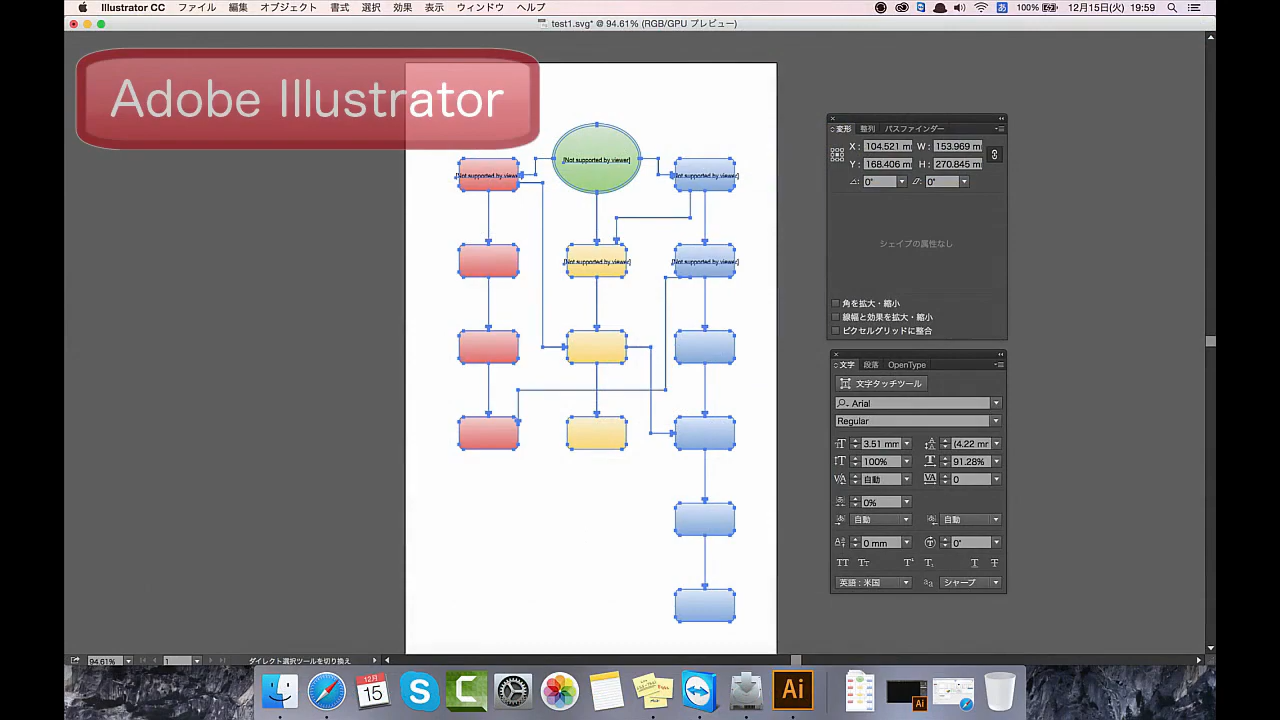 Illustrator CC ファイル 編集 オブジェクト 書式 選択 効果 表示 ウィンドウ ヘルプ 100% 12月15日(火) 19:59
test1.svg* @ 94.61% (RGB/GPU プレビュー)
Adobe Illustrator
[Not supported by viewer]
[Not supported by viewer]
[Not supported by viewer]
[Not supported by viewer]
[Not supported by viewer]
変形 整列 パスファインダー
X: 104.521 m W: 153.969 m
Y: 168.406 m H: 270.845 m
0° 0°
シェイプの属性なし
角を拡大・縮小
線幅と効果を拡大・縮小
ピクセルグリッドに整合
文字 段落 OpenType
文字タッチツール
Arial
Regular
3.51 mm (4.22 mr
100% 91.28%
自動 0
0%
自動 自動
0 mm 0°
英語 : 米国 シャープ
94.61% 1 ダイレクト選択ツールを切り換え
12月
15
Ai
Ai